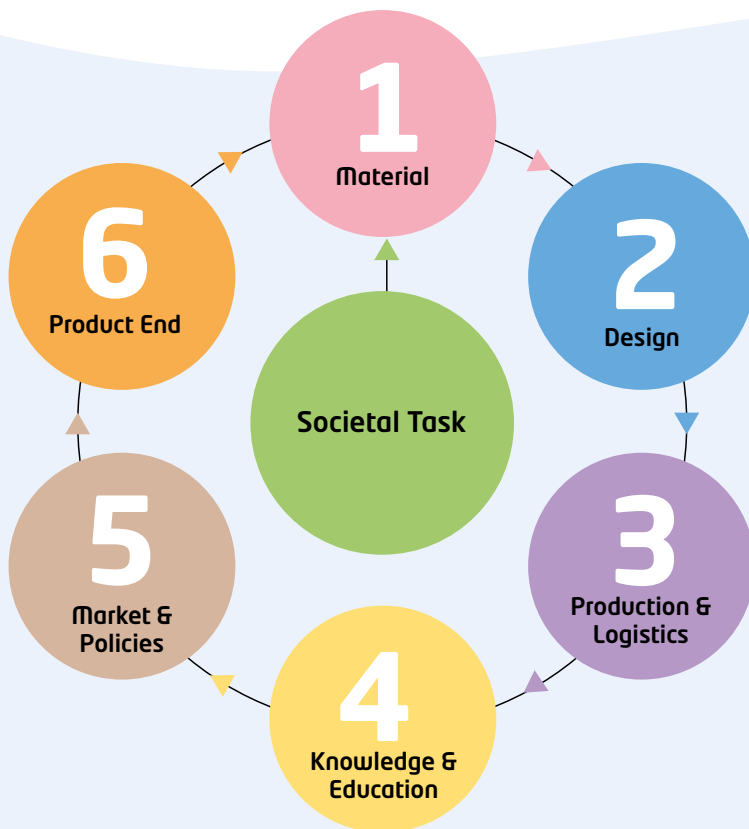 1
Material
2
Design
3
Production &
Logistics
4
Knowledge &
Education
5
Market &
Policies
6
Product End
Societal Task